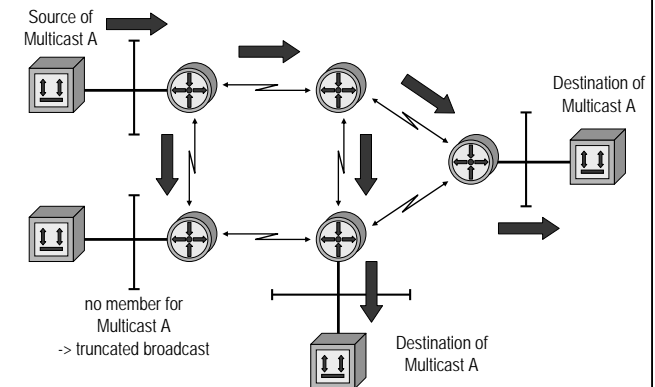 Source of
Multicast A
Destination of
Multicast A
no member for
Multicast A
-> truncated broadcast
Destination of
Multicast A